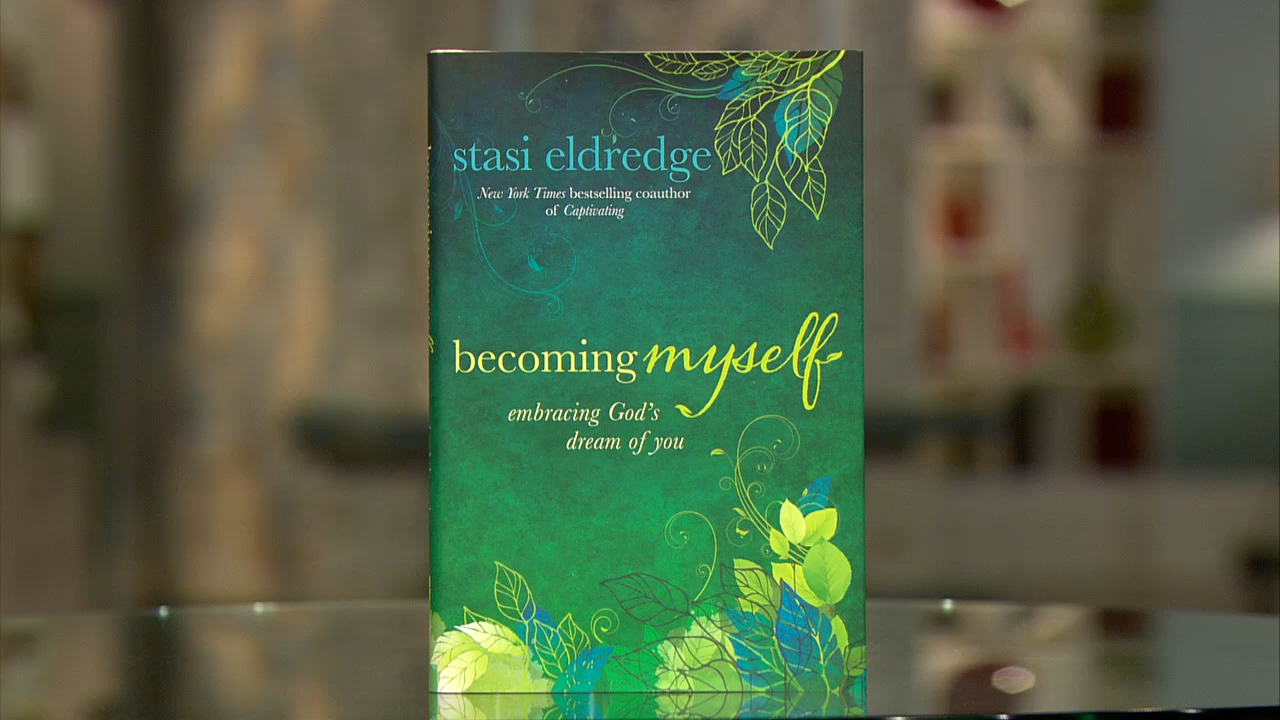 stasi eldredge
New York Times bestselling coauthor
of Captivating
becoming myself
embracing God's
dream of you